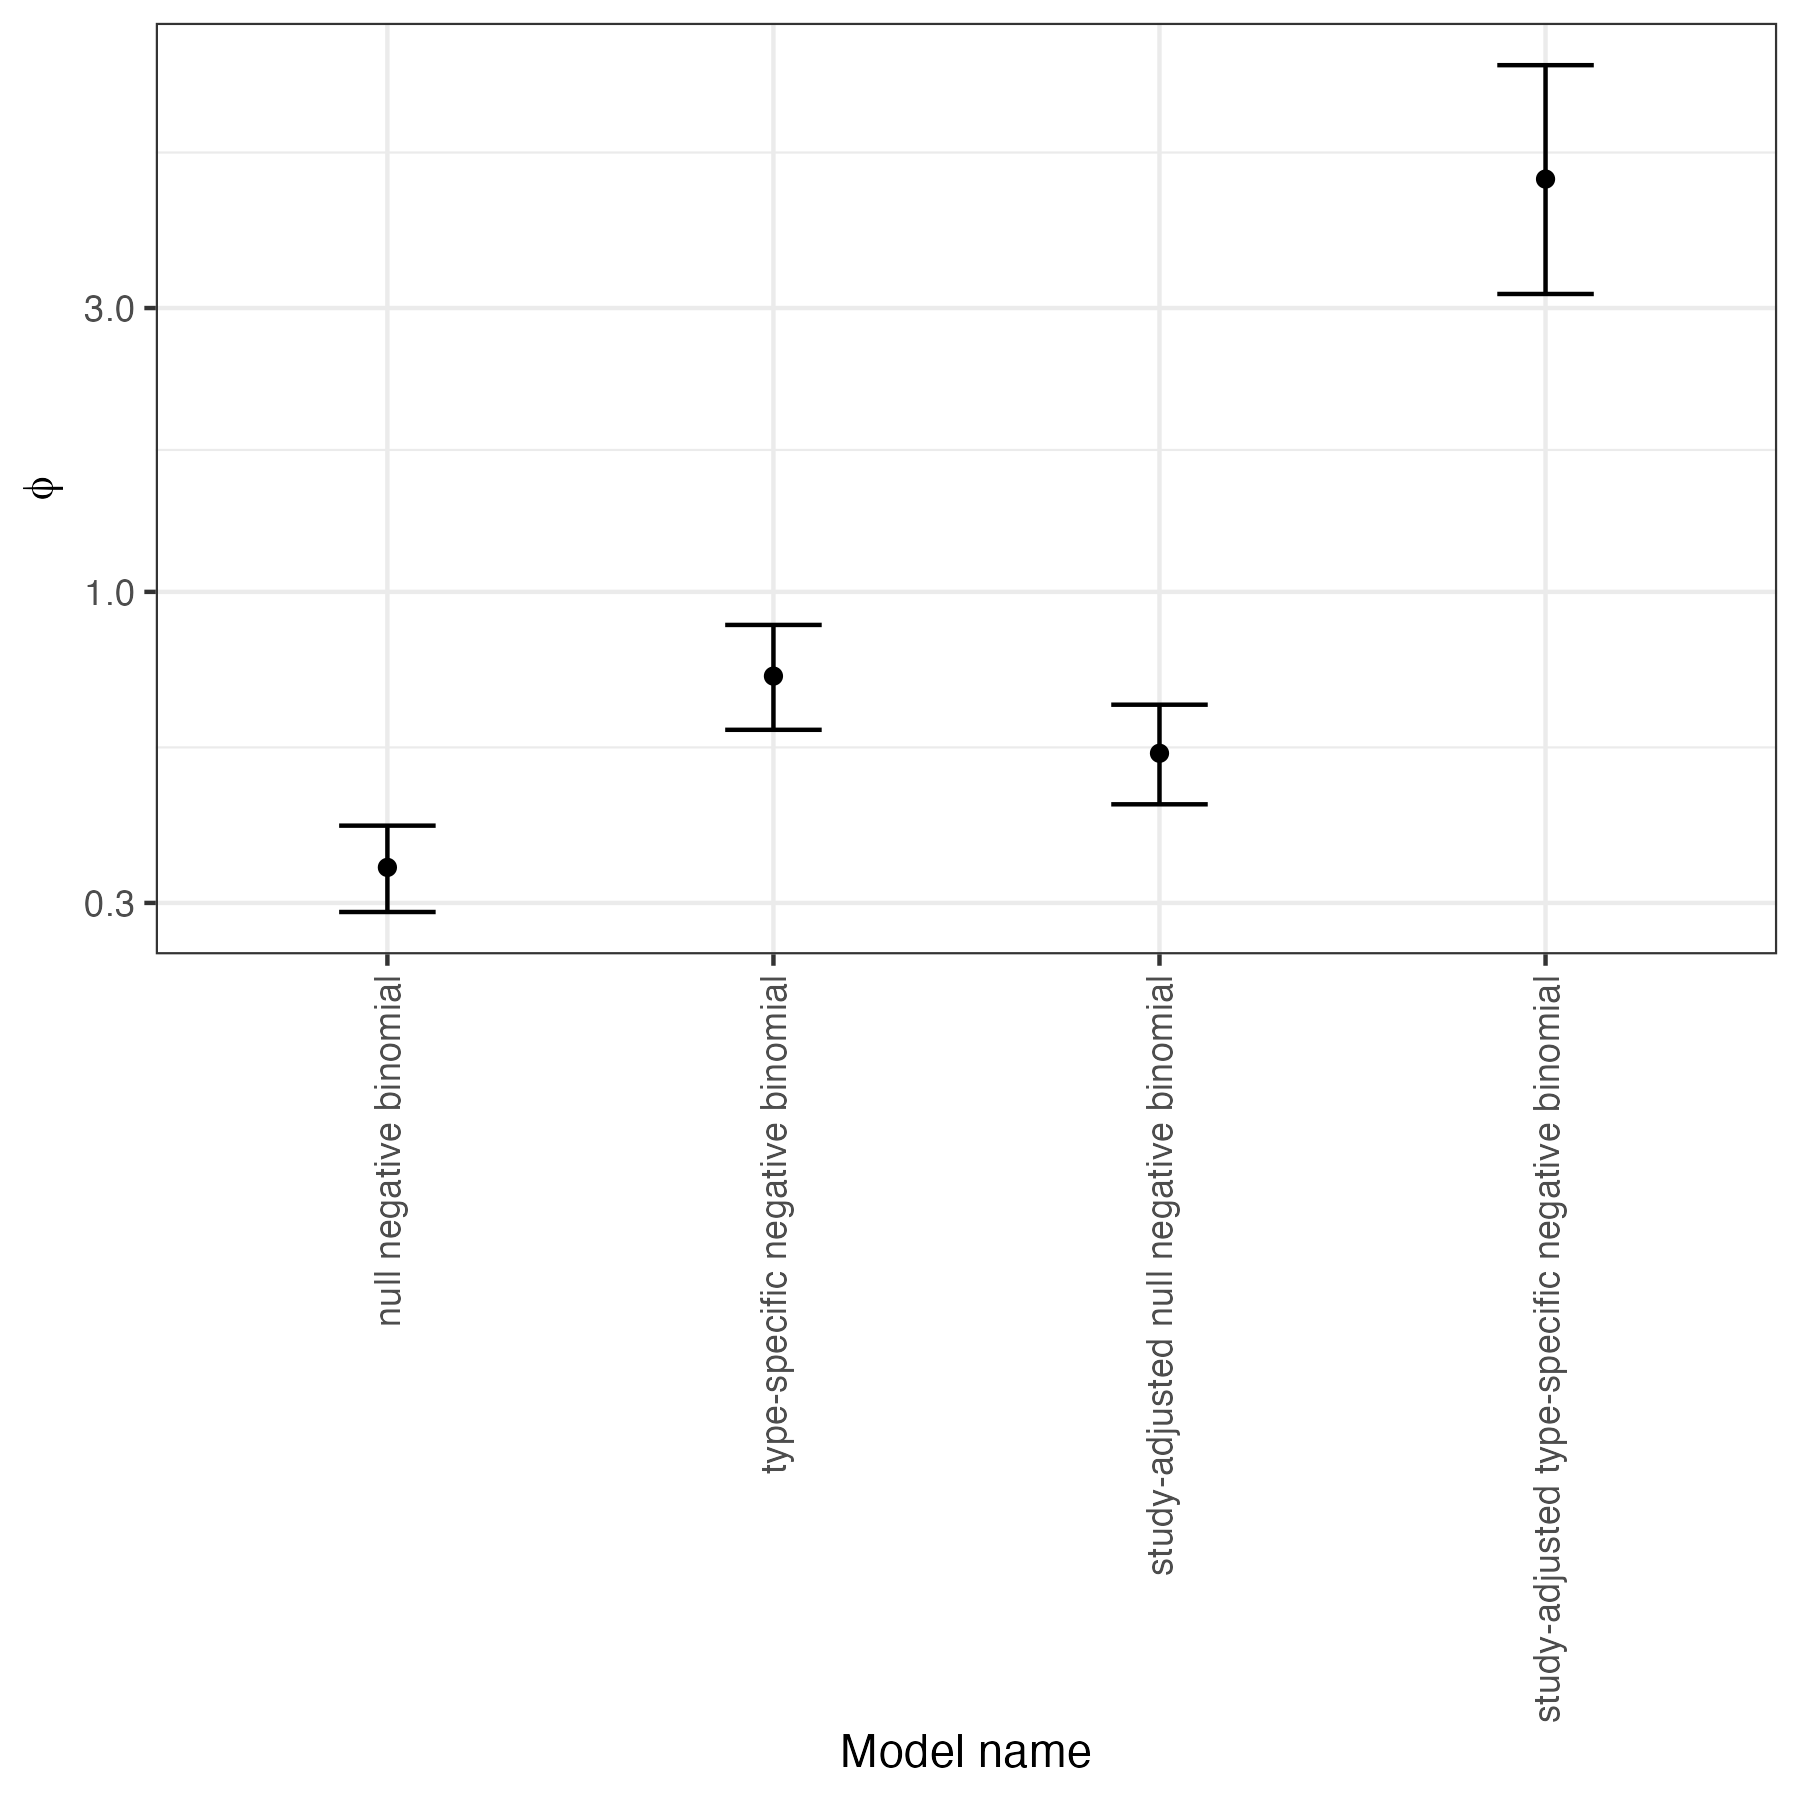 ϕ
3.0
1.0
0.3
null negative binomial
type-specific negative binomial
study-adjusted null negative binomial
study-adjusted type-specific negative binomial
Model name